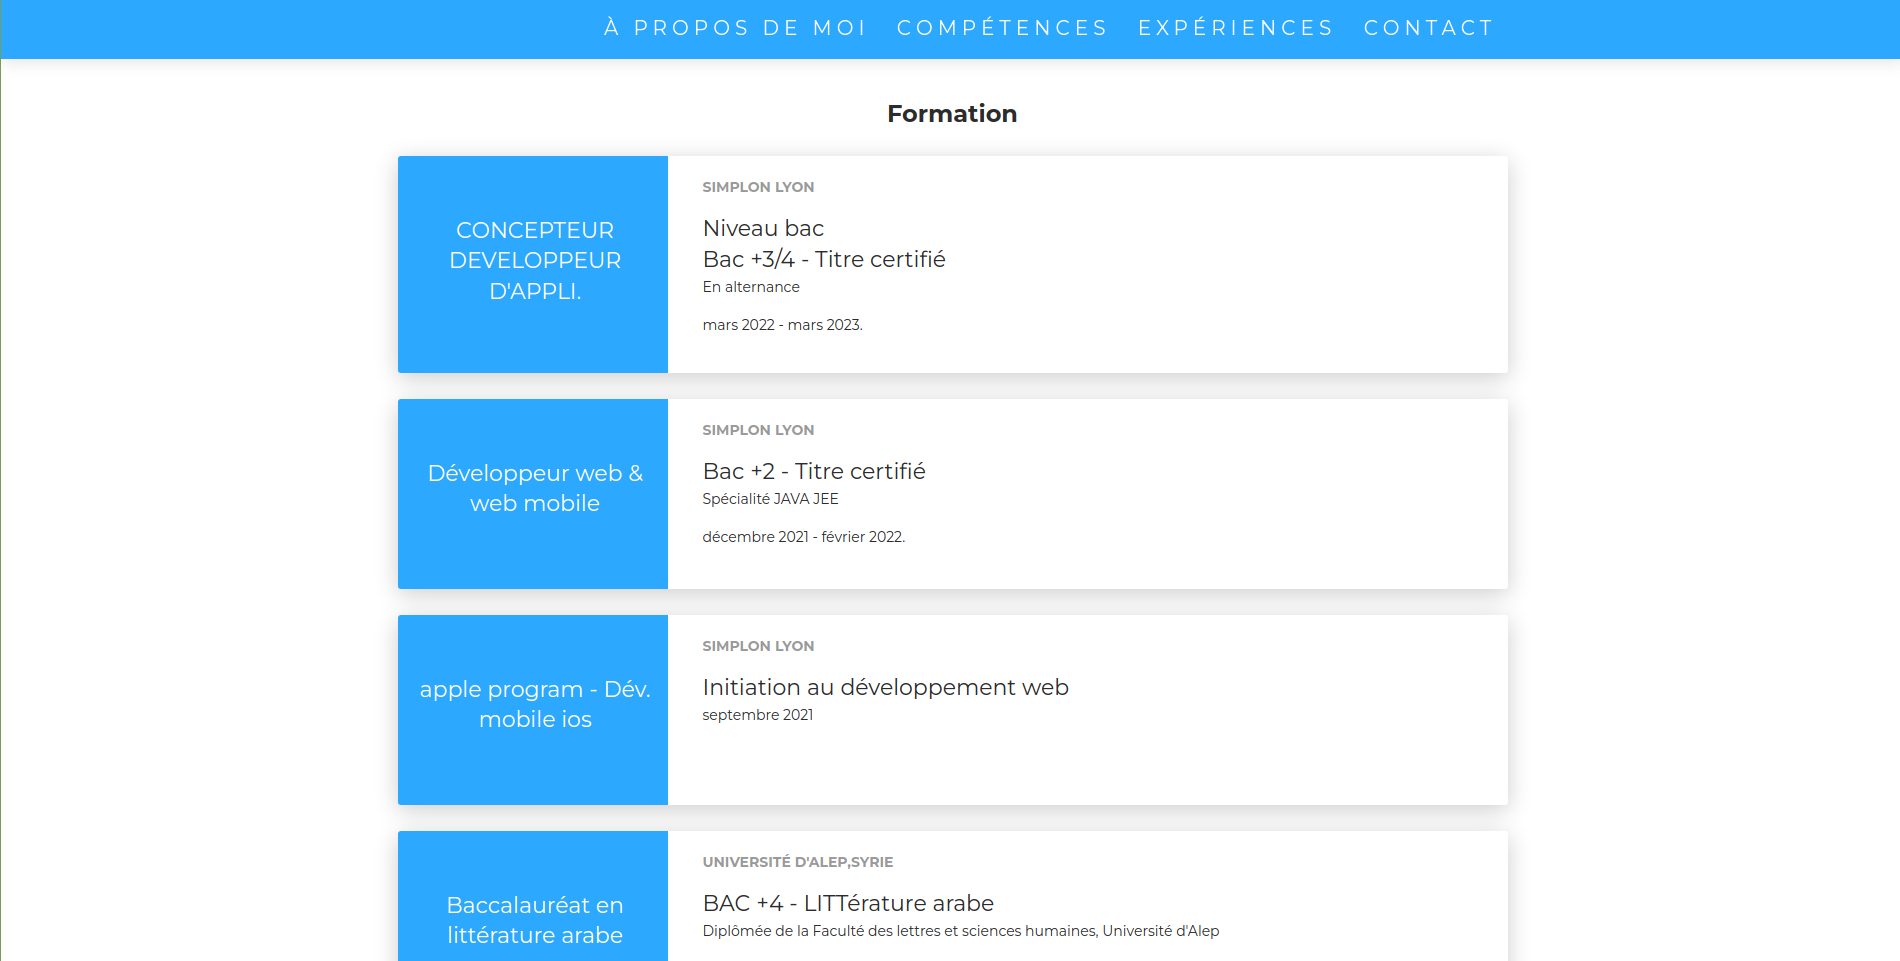 À PROPOS DE MOI COMPÉTENCES EXPÉRIENCES CONTACT
Formation
CONCEPTEUR
DEVELOPPEUR
D'APPLI.
SIMPLON LYON
Niveau bac
Bac +3/4 - Titre certifié
En alternance
mars 2022 - mars 2023.
Développeur web &
web mobile
SIMPLON LYON
Bac +2 - Titre certifié
Spécialité JAVA JEE
décembre 2021 - février 2022.
apple program - Dév.
mobile ios
SIMPLON LYON
Initiation au développement web
septembre 2021
Baccalauréat en
littérature arabe
UNIVERSITÉ D'ALEP,SYRIE
BAC +4 - LITTérature arabe
Diplômée de la Faculté des lettres et sciences humaines, Université d'Alep